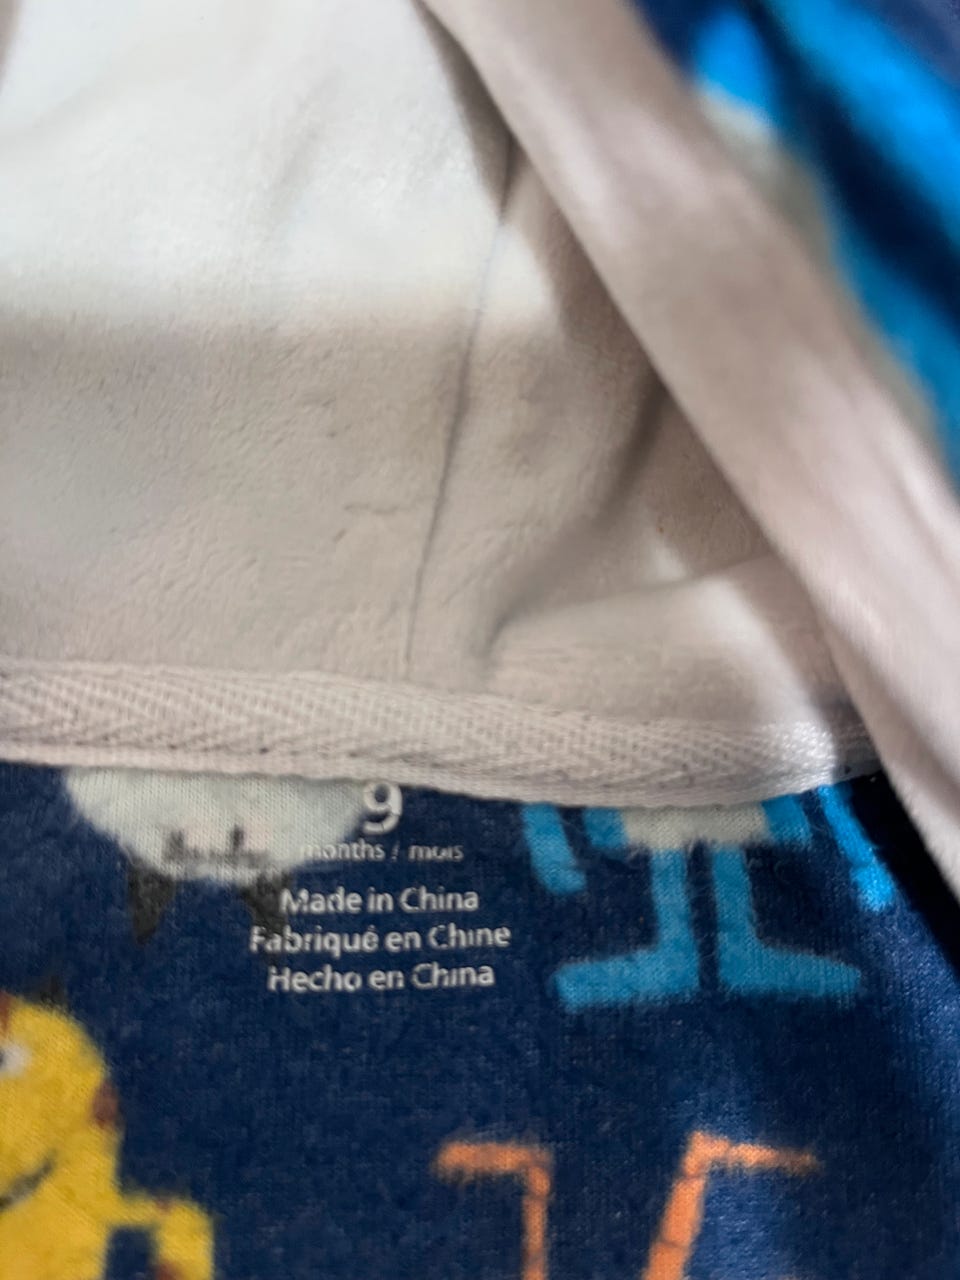 9
months / mois
Made in China
Fabriqué en Chine
Hecho en China